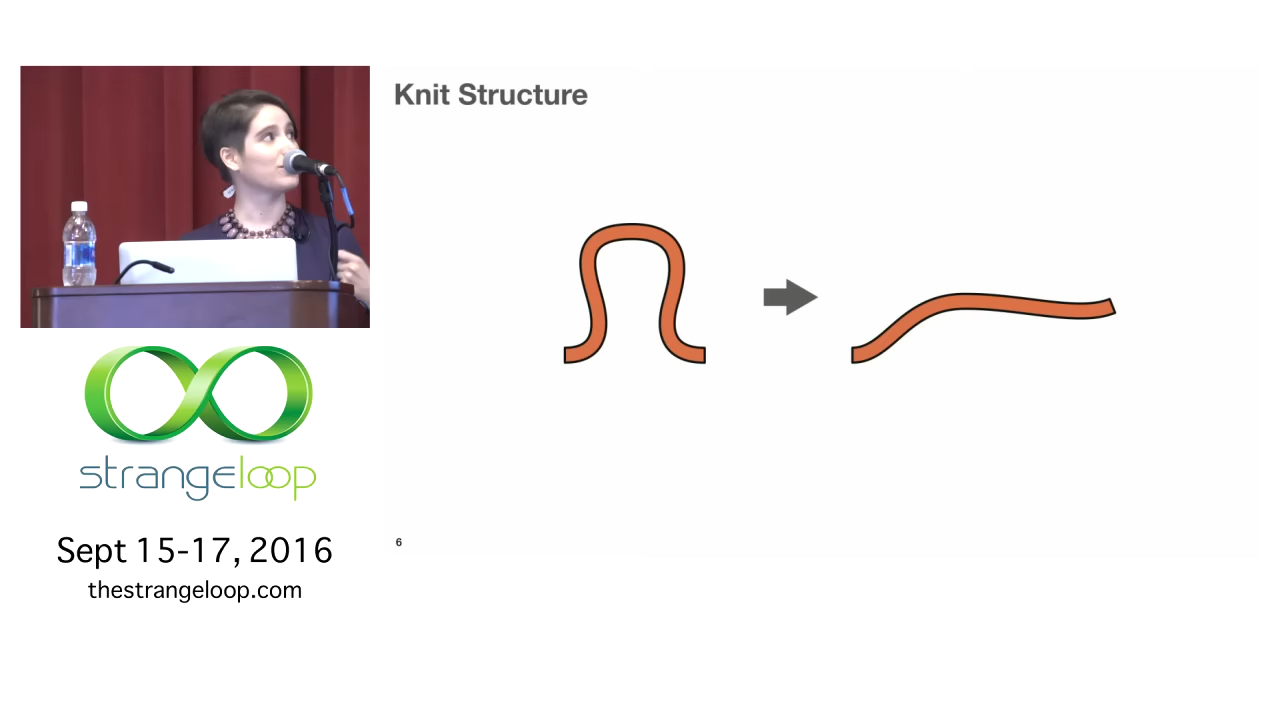 Knit Structure
strangeloop
Sept 15-17, 2016
thestrangeloop.com
6